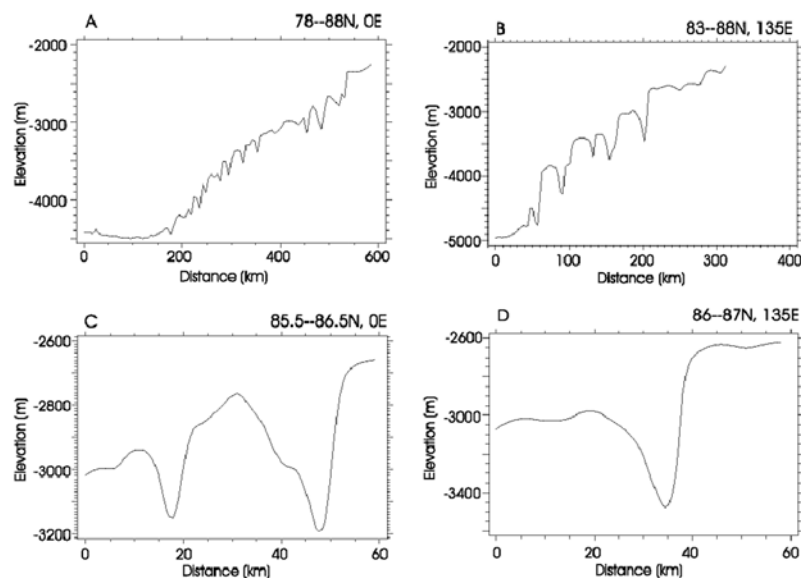 A 78--88N, 0E
-2000
-3000
-4000
Elevation (m)
0 200 400 600
Distance (km)
B 83--88N, 135E
-2000
-3000
-4000
-5000
Elevation (m)
0 100 200 300 400
Distance (km)
C 85.5--86.5N, 0E
-2600
-2800
-3000
-3200
Elevation (m)
0 20 40 60
Distance (km)
D 86--87N, 135E
-2600
-3000
-3400
Elevation (m)
0 20 40 60
Distance (km)